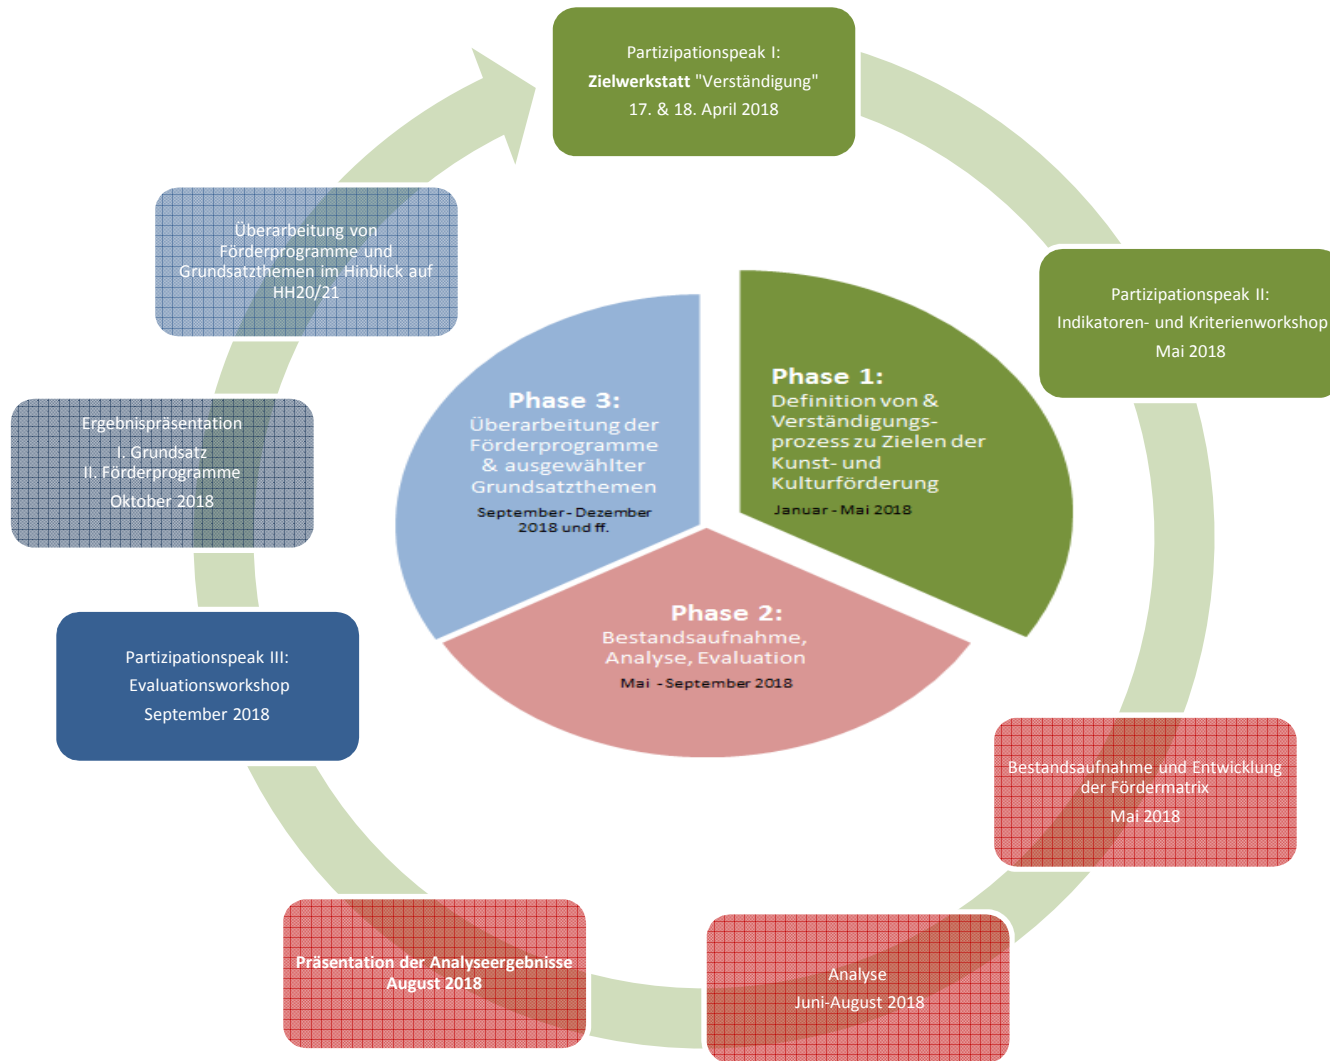 Partizipationspeak I:
Zielwerkstatt "Verständigung"
17. & 18. April 2018
Partizipationspeak II:
Indikatoren- und Kriterienworkshop
Mai 2018
Bestandsaufnahme und Entwicklung
der Fördermatrix
Mai 2018
Analyse
Juni-August 2018
Präsentation der Analyseergebnisse
August 2018
Partizipationspeak III:
Evaluationsworkshop
September 2018
Ergebnispräsentation
I. Grundsatz
II. Förderprogramme
Oktober 2018
Überarbeitung von
Förderprogramme und
Grundsatzthemen im Hinblick auf
HH20/21
Phase 1:
Definition von &
Verständigungs-
prozess zu Zielen der
Kunst- und
Kulturförderung
Januar - Mai 2018
Phase 2:
Bestandsaufnahme,
Analyse, Evaluation
Mai - September 2018
Phase 3:
Überarbeitung der
Förderprogramme
& ausgewählter
Grundsatzthemen
September - Dezember
2018 und ff.